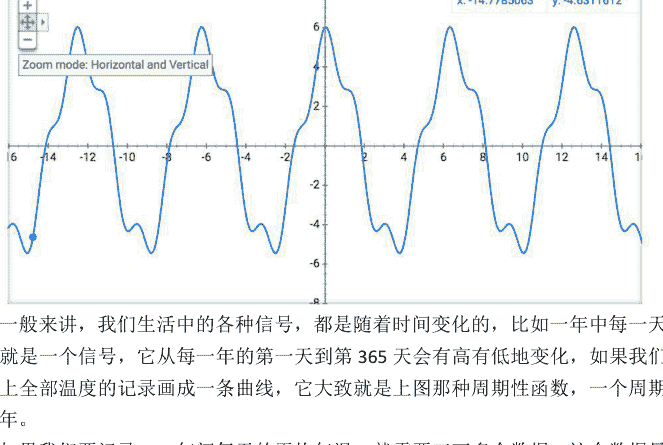 x: -14.7785063 y: -4.6311612
Zoom mode: Horizontal and Vertical
6
4
2
6 -14 -12 -10 -8 -6 -4 -2 2 4 6 8 10 12 14 1
-2
-4
-6
-8
一般来讲，我们生活中的各种信号，都是随着时间变化的，比如一年中每一天
就是一个信号，它从每一年的第一天到第 365 天会有高有低地变化，如果我们
上全部温度的记录画成一条曲线，它大致就是上图那种周期性函数，一个周期
年。